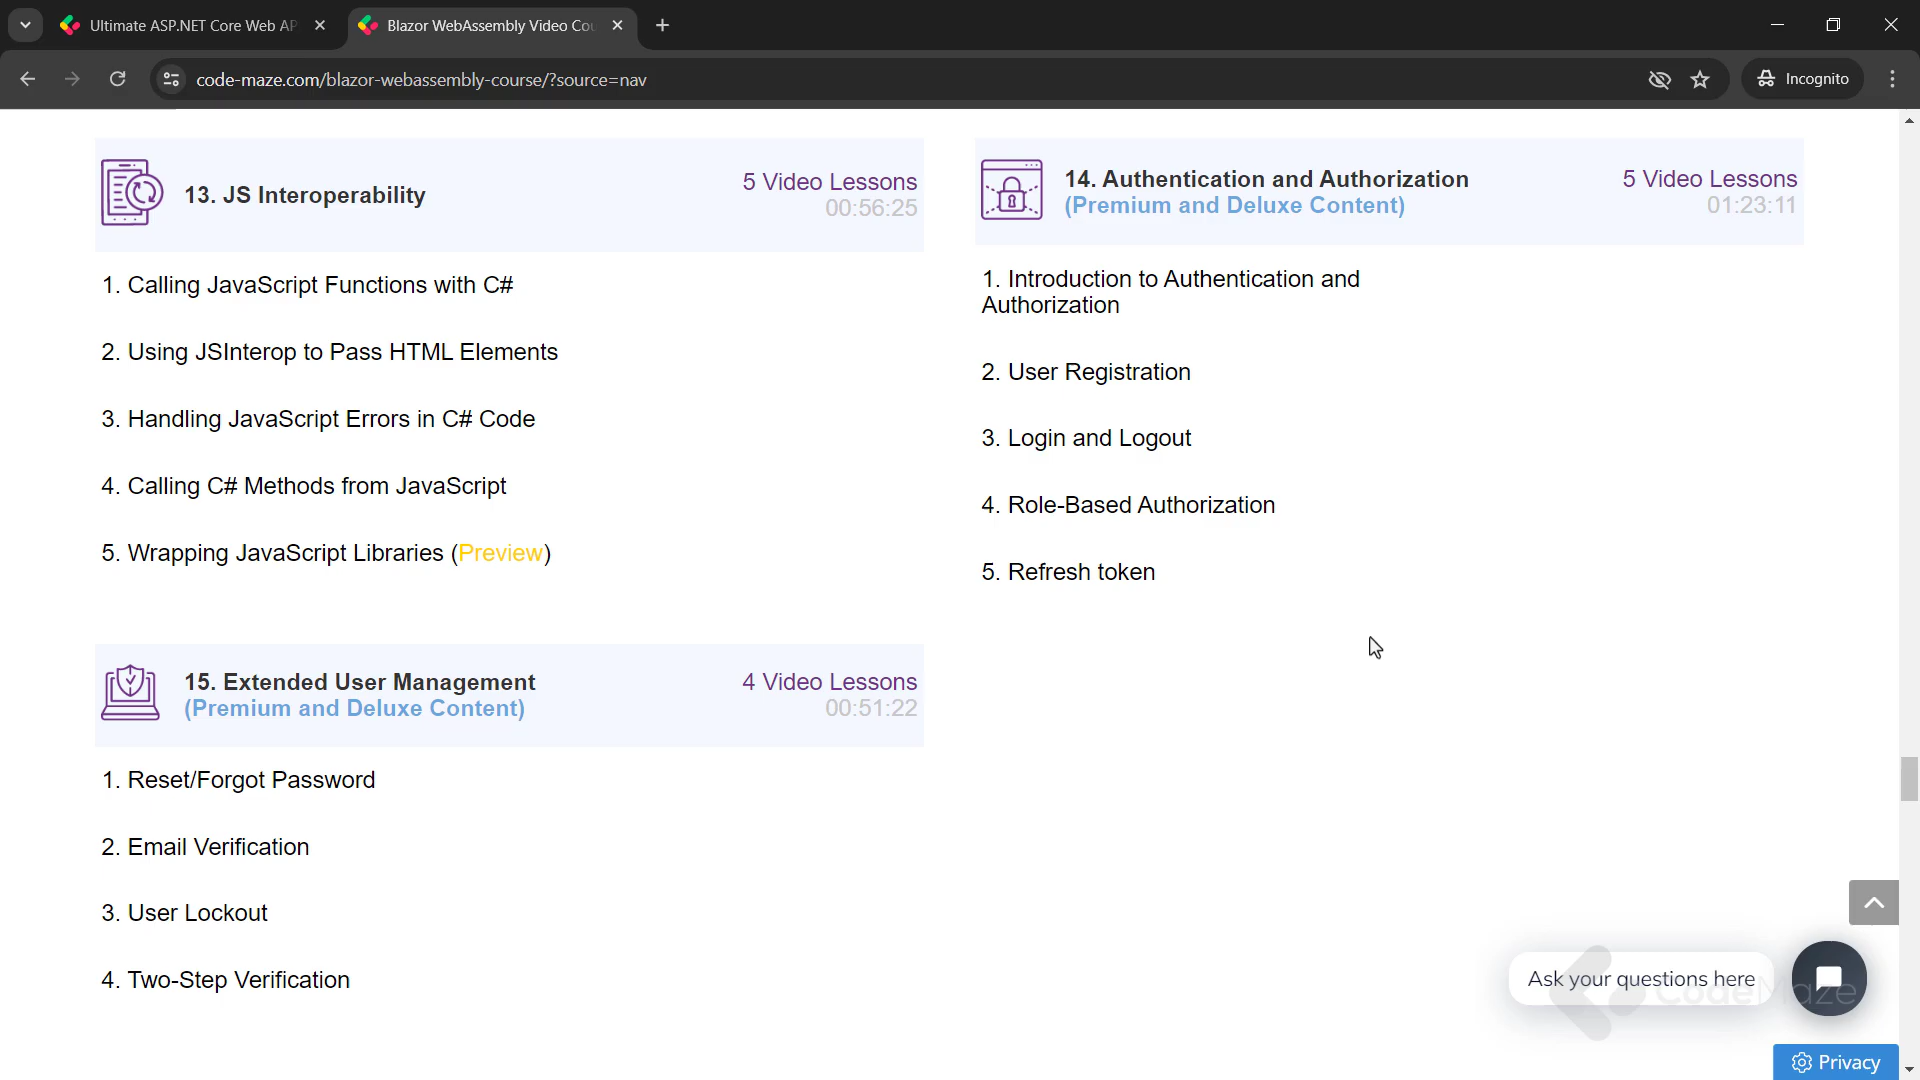 Ultimate ASP.NET Core Web AP
Blazor WebAssembly Video Cou
code-maze.com/blazor-webassembly-course/?source=nav
Incognito
13. JS Interoperability
5 Video Lessons
00:56:25
1. Calling JavaScript Functions with C#
2. Using JSInterop to Pass HTML Elements
3. Handling JavaScript Errors in C# Code
4. Calling C# Methods from JavaScript
5. Wrapping JavaScript Libraries (Preview)
14. Authentication and Authorization
(Premium and Deluxe Content)
5 Video Lessons
01:23:11
1. Introduction to Authentication and
Authorization
2. User Registration
3. Login and Logout
4. Role-Based Authorization
5. Refresh token
15. Extended User Management
(Premium and Deluxe Content)
4 Video Lessons
00:51:22
1. Reset/Forgot Password
2. Email Verification
3. User Lockout
4. Two-Step Verification
Ask your questions here
CodeMaze
Privacy